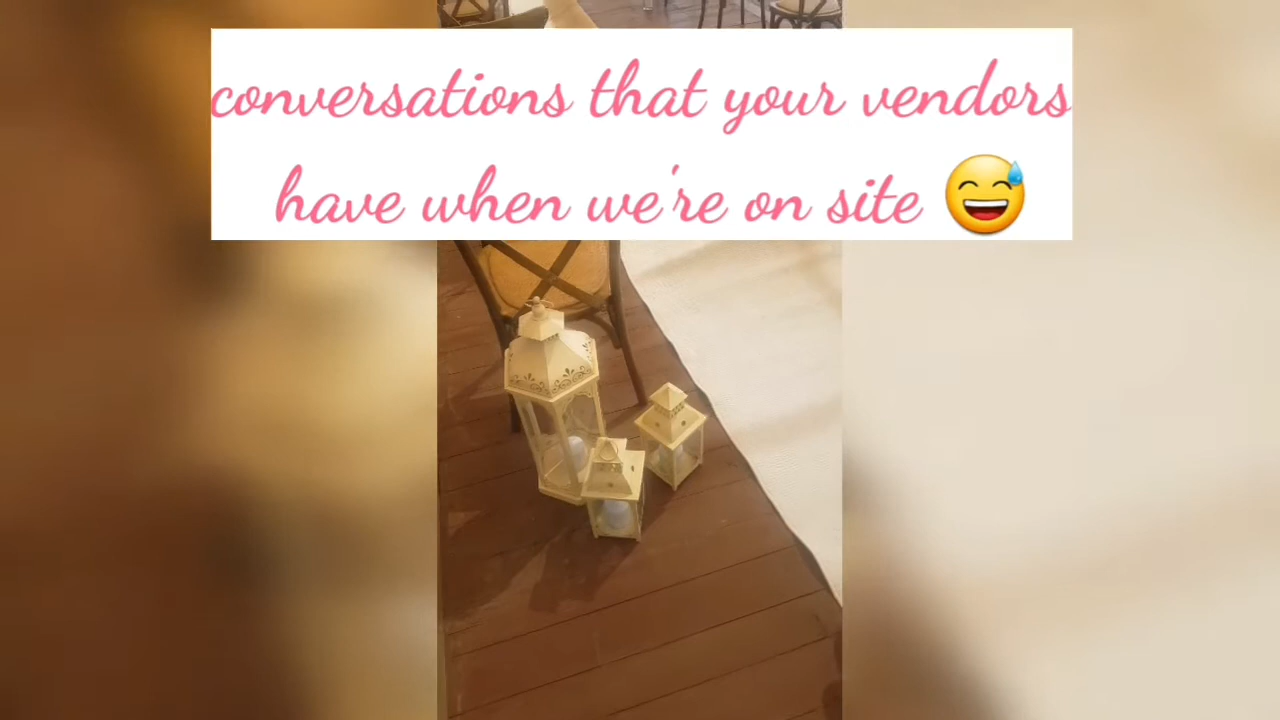 conversations that your vendors
have when we're on site 😅